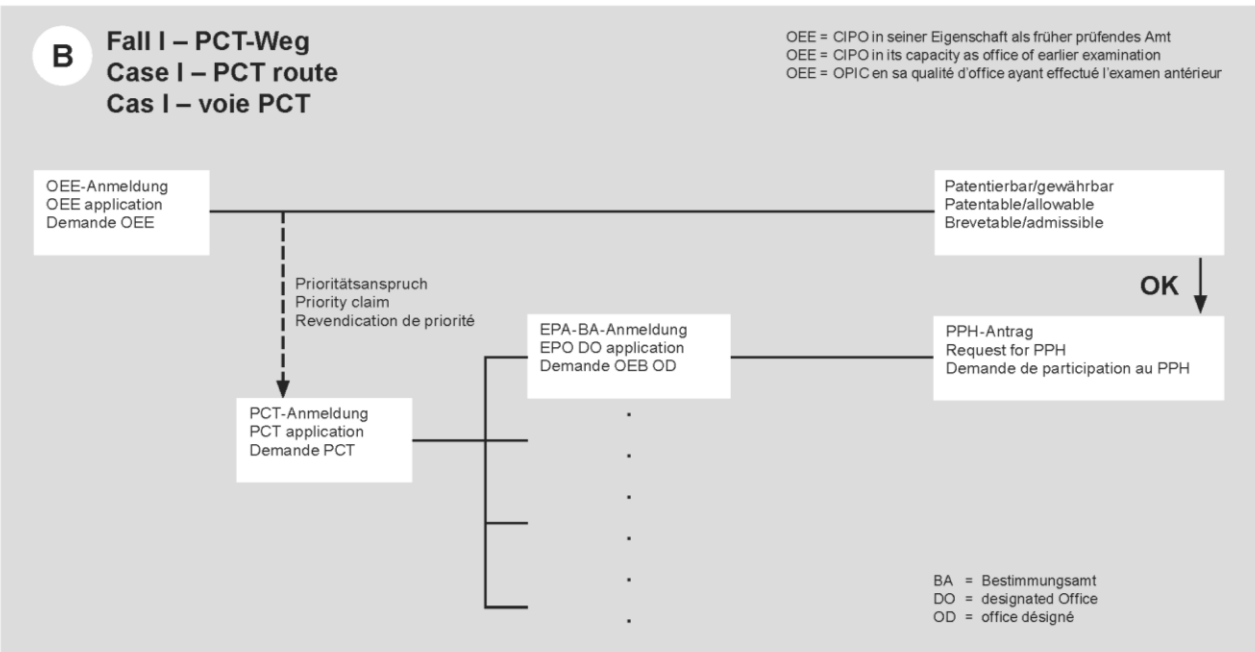 B
Fall I – PCT-Weg
Case I – PCT route
Cas I – voie PCT
OEE = CIPO in seiner Eigenschaft als früher prüfendes Amt
OEE = CIPO in its capacity as office of earlier examination
OEE = OPIC en sa qualité d'office ayant effectué l'examen antérieur
OEE-Anmeldung
OEE application
Demande OEE
Patentierbar/gewährbar
Patentable/allowable
Brevetable/admissible
Prioritätsanspruch
Priority claim
Revendication de priorité
OK
EPA-BA-Anmeldung
EPO DO application
Demande OEB OD
PPH-Antrag
Request for PPH
Demande de participation au PPH
PCT-Anmeldung
PCT application
Demande PCT
BA = Bestimmungsamt
DO = designated Office
OD = office désigné